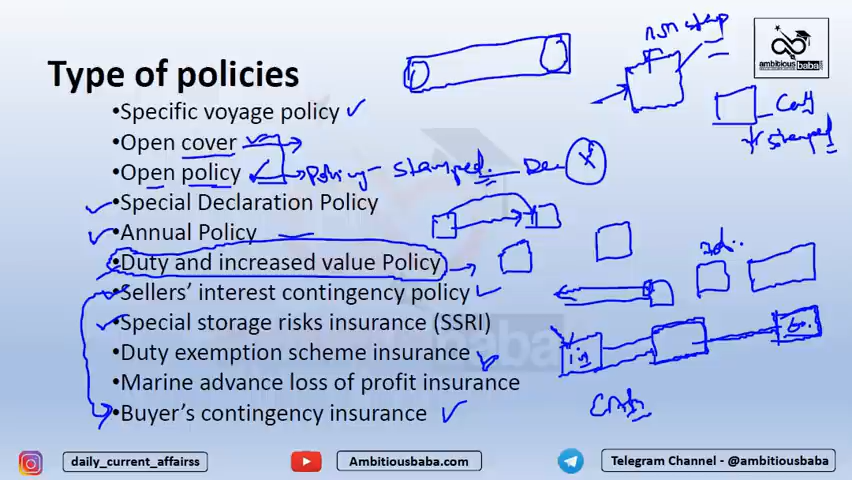 Type of policies
•Specific voyage policy
•Open cover
•Open policy
•Special Declaration Policy
•Annual Policy
•Duty and increased value Policy
•Sellers’ interest contingency policy
•Special storage risks insurance (SSRI)
•Duty exemption scheme insurance
•Marine advance loss of profit insurance
•Buyer’s contingency insurance
stamped
stamped
ambitiousbaba
daily_current_affairss
Ambitiousbaba.com
Telegram Channel - @ambitiousbaba